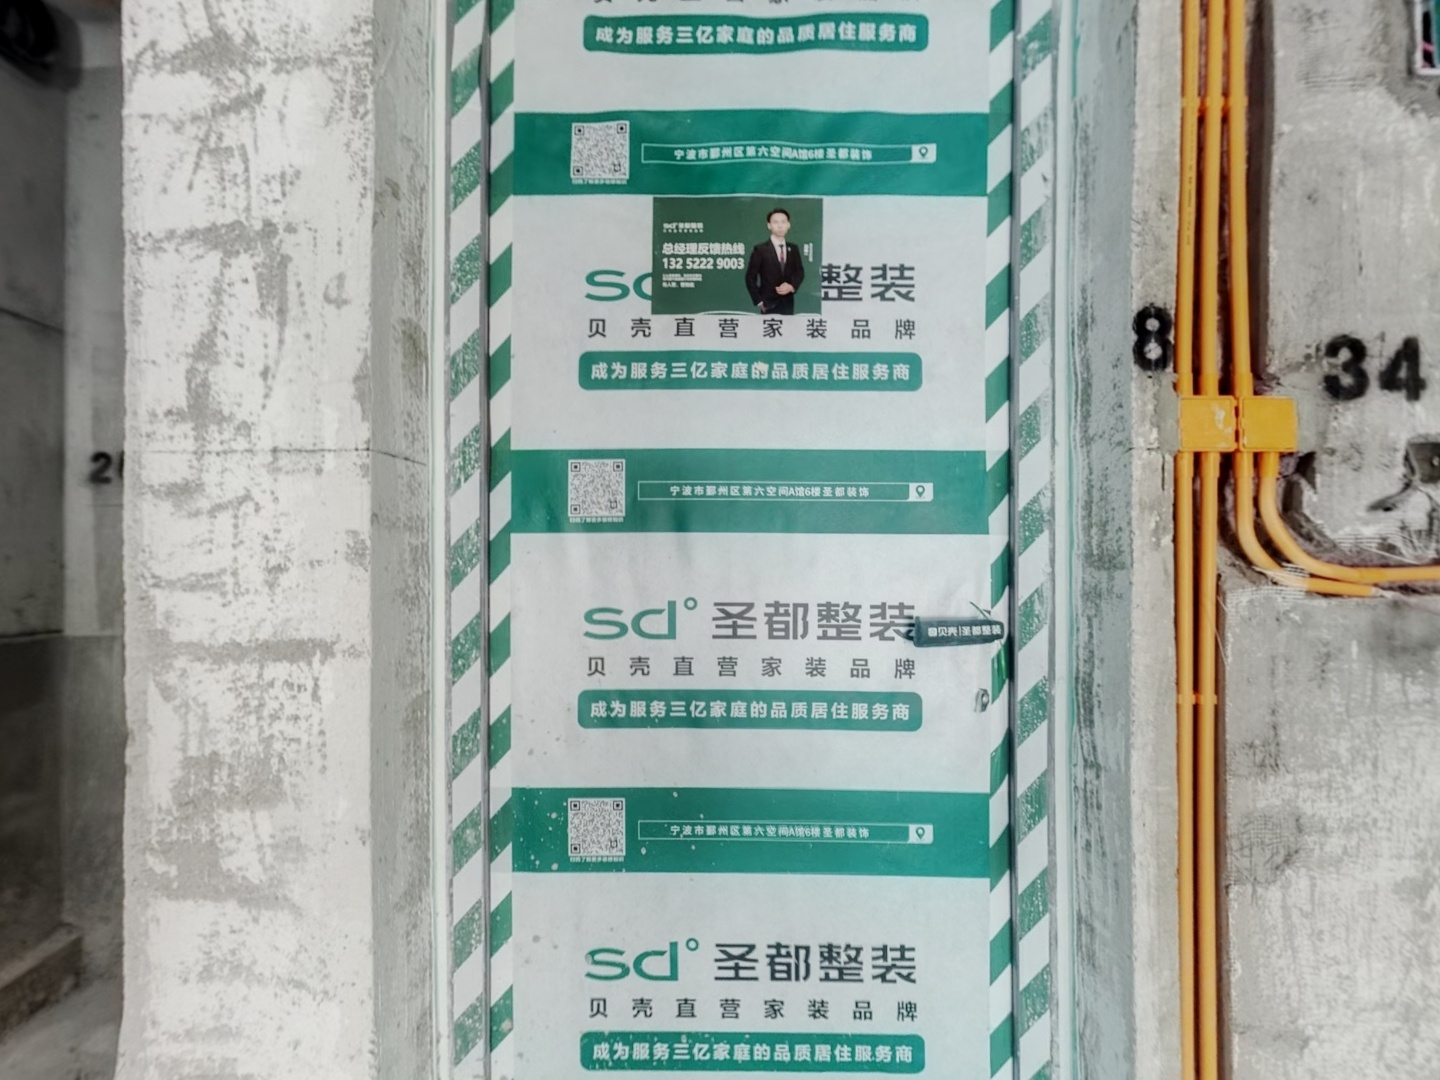 成为服务三亿家庭的品质居住服务商
宁波市鄞州区第六空间A馆6楼圣都装饰
总经理反馈热线
132 5222 9003
整装
贝壳直营家装品牌
成为服务三亿家庭的品质居住服务商
8
34
宁波市鄞州区第六空间A馆6楼圣都装饰
sd° 圣都整装
贝壳|圣都整装
贝壳直营家装品牌
成为服务三亿家庭的品质居住服务商
宁波市鄞州区第六空间A馆6楼圣都装饰
sd° 圣都整装
贝壳直营家装品牌
成为服务三亿家庭的品质居住服务商